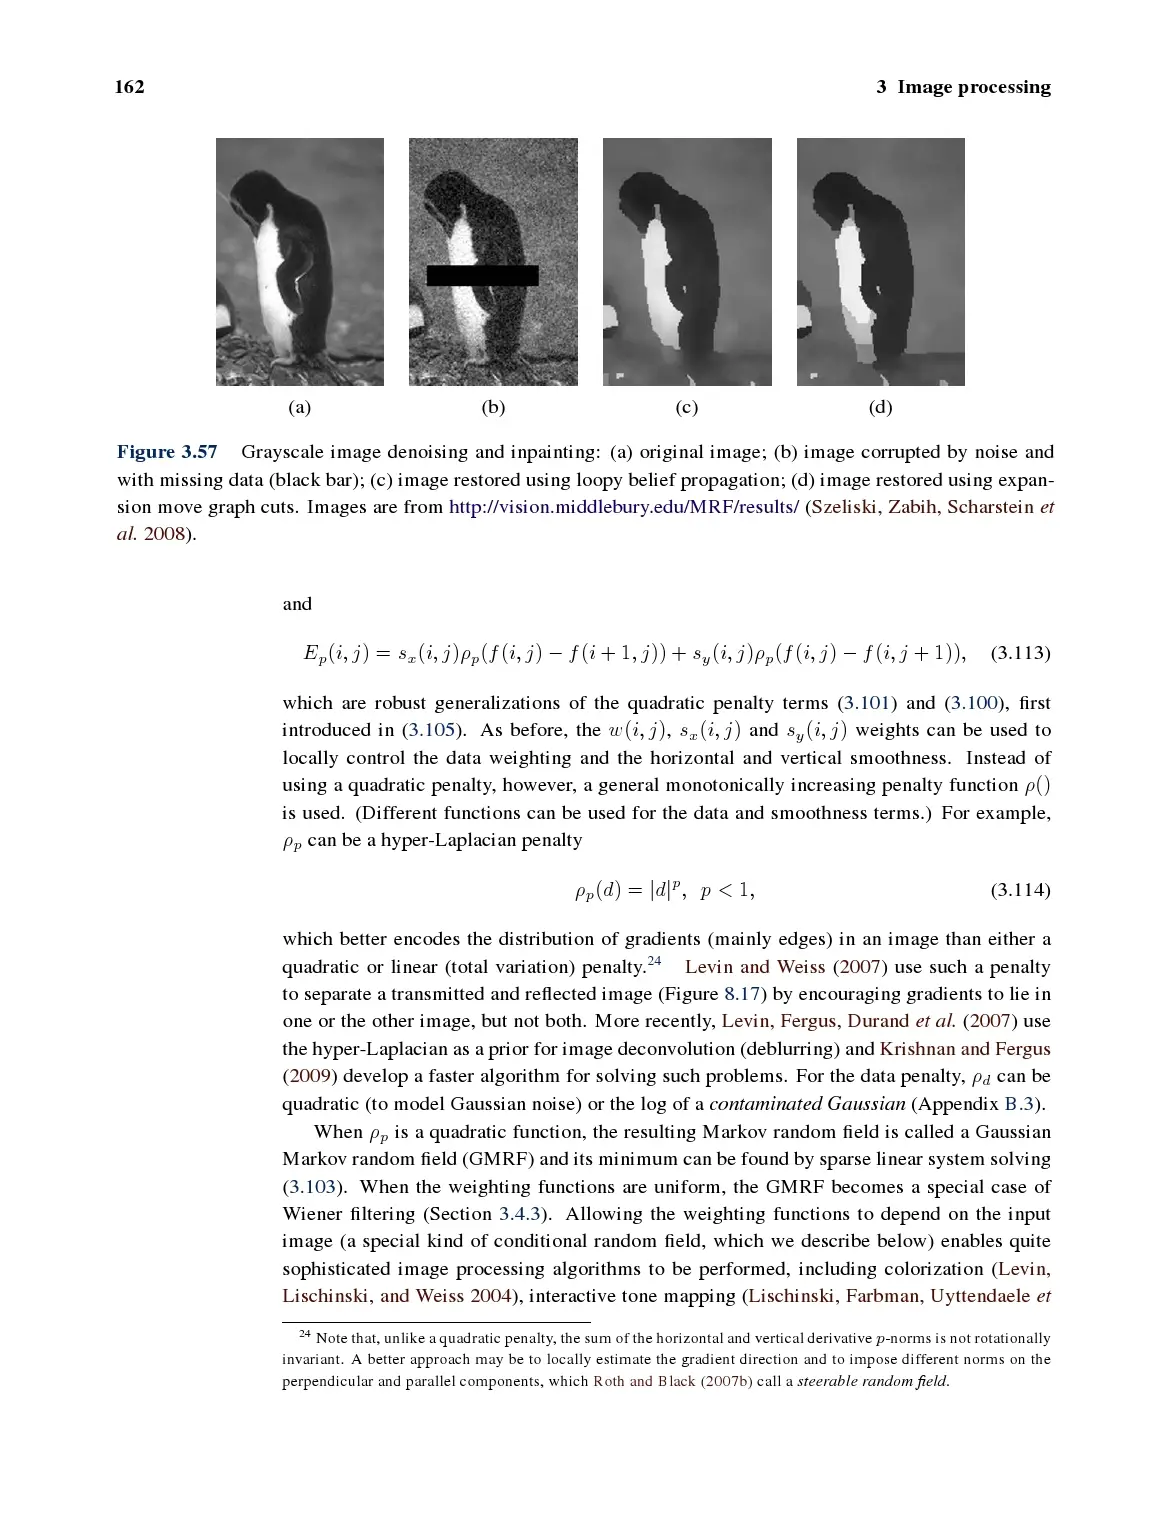 162
3 Image processing
(a)
(b)
(c)
(d)
Figure 3.57 Grayscale image denoising and inpainting: (a) original image; (b) image corrupted by noise and
with missing data (black bar); (c) image restored using loopy belief propagation; (d) image restored using expan-
sion move graph cuts. Images are from http://vision.middlebury.edu/MRF/results/ (Szeliski, Zabih, Scharstein et
al. 2008).
and
E_p(i, j) = s_x(i, j)ρ_p(f(i, j) − f(i + 1, j)) + s_y(i, j)ρ_p(f(i, j) − f(i, j + 1)), (3.113)
which are robust generalizations of the quadratic penalty terms (3.101) and (3.100), first
introduced in (3.105). As before, the w(i, j), s_x(i, j) and s_y(i, j) weights can be used to
locally control the data weighting and the horizontal and vertical smoothness. Instead of
using a quadratic penalty, however, a general monotonically increasing penalty function ρ()
is used. (Different functions can be used for the data and smoothness terms.) For example,
ρ_p can be a hyper-Laplacian penalty
ρ_p(d) = |d|^p, p < 1, (3.114)
which better encodes the distribution of gradients (mainly edges) in an image than either a
quadratic or linear (total variation) penalty.24 Levin and Weiss (2007) use such a penalty
to separate a transmitted and reflected image (Figure 8.17) by encouraging gradients to lie in
one or the other image, but not both. More recently, Levin, Fergus, Durand et al. (2007) use
the hyper-Laplacian as a prior for image deconvolution (deblurring) and Krishnan and Fergus
(2009) develop a faster algorithm for solving such problems. For the data penalty, ρ_d can be
quadratic (to model Gaussian noise) or the log of a contaminated Gaussian (Appendix B.3).
When ρ_p is a quadratic function, the resulting Markov random field is called a Gaussian
Markov random field (GMRF) and its minimum can be found by sparse linear system solving
(3.103). When the weighting functions are uniform, the GMRF becomes a special case of
Wiener filtering (Section 3.4.3). Allowing the weighting functions to depend on the input
image (a special kind of conditional random field, which we describe below) enables quite
sophisticated image processing algorithms to be performed, including colorization (Levin,
Lischinski, and Weiss 2004), interactive tone mapping (Lischinski, Farbman, Uyttendaele et
24 Note that, unlike a quadratic penalty, the sum of the horizontal and vertical derivative p-norms is not rotationally
invariant. A better approach may be to locally estimate the gradient direction and to impose different norms on the
perpendicular and parallel components, which Roth and Black (2007b) call a steerable random field.